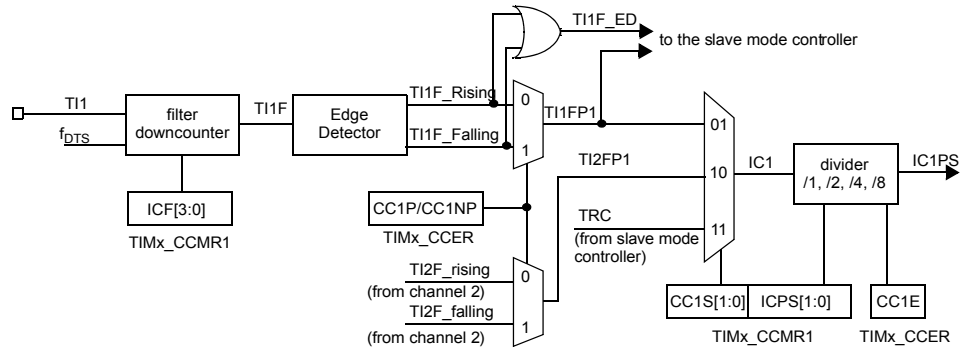 TI1F_ED
to the slave mode controller
TI1
f_DTS
filter
downcounter
TI1F
Edge
Detector
TI1F_Rising
TI1F_Falling
0
1
TI1FP1
01
TI2FP1
10
IC1
divider
/1, /2, /4, /8
IC1PS
ICF[3:0]
TIMx_CCMR1
CC1P/CC1NP
TIMx_CCER
TRC
(from slave mode
controller)
11
TI2F_rising
(from channel 2)
0
TI2F_falling
(from channel 2)
1
CC1S[1:0]
ICPS[1:0]
CC1E
TIMx_CCMR1
TIMx_CCER